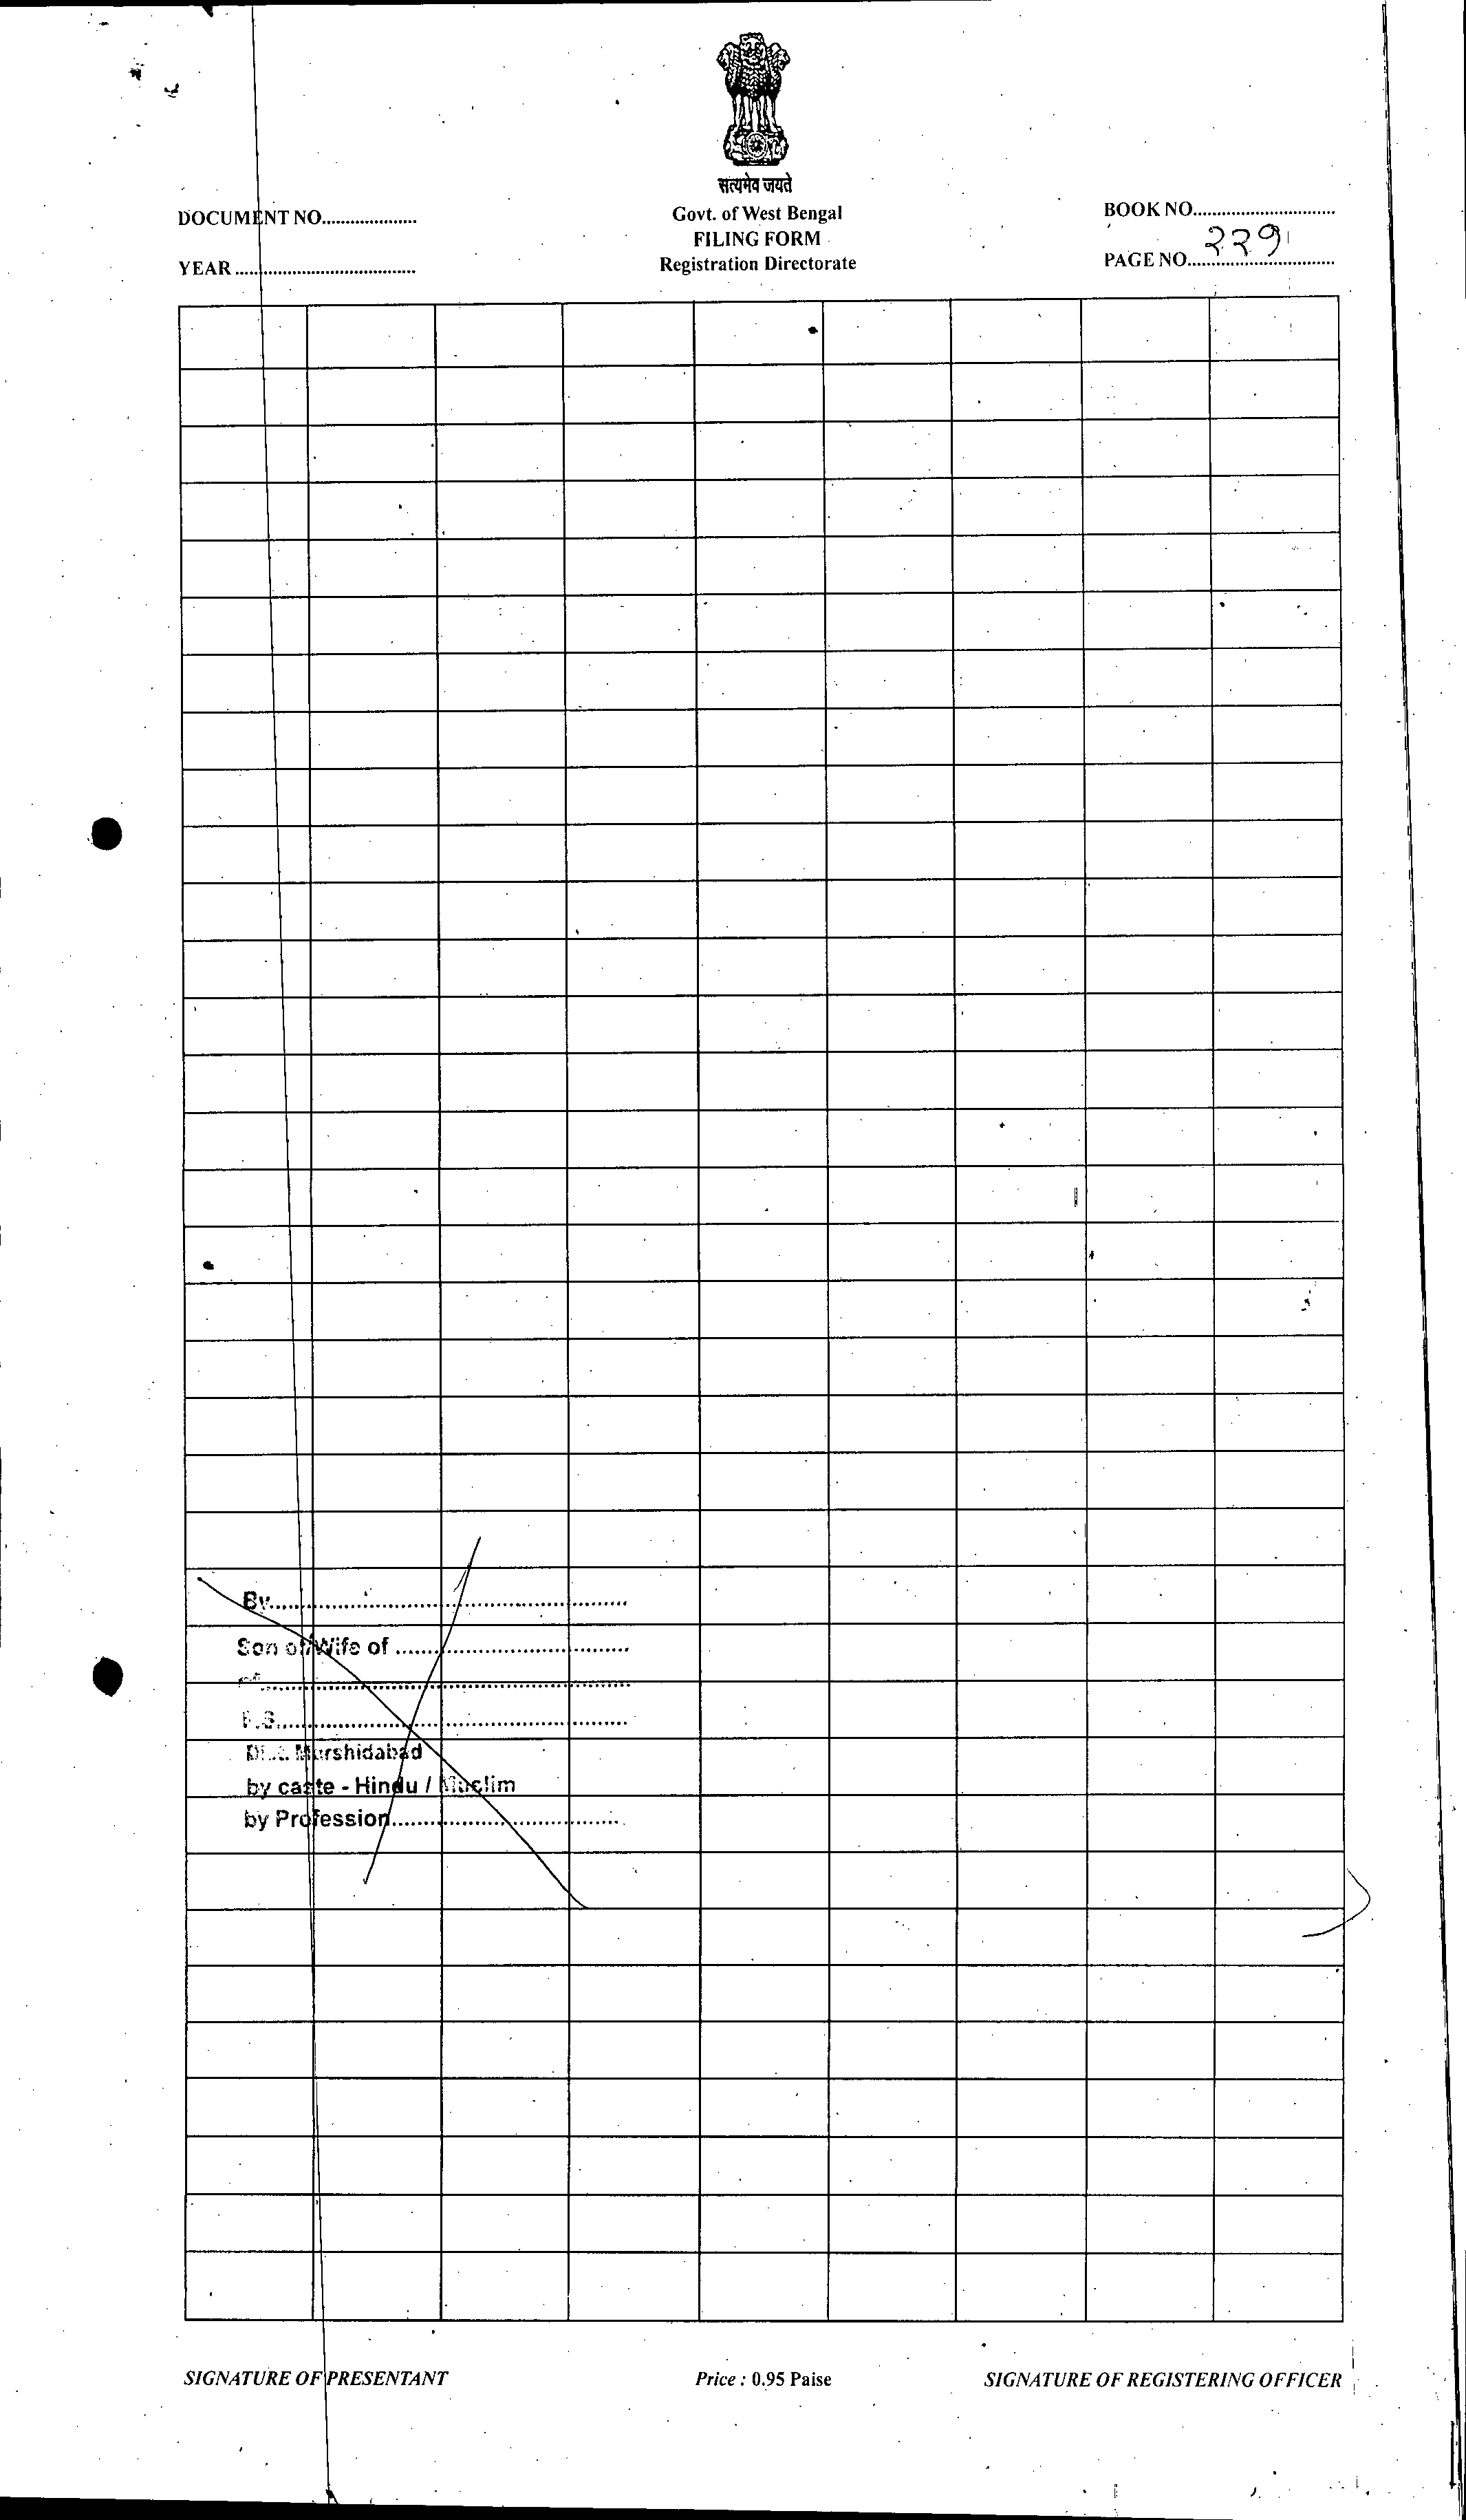 सत्यमेव जयते
Govt. of West Bengal
FILING FORM
Registration Directorate
DOCUMENT NO....................
YEAR ......................................
BOOK NO..............................
PAGE NO...............................
By
Son of/Wife of
of
P.S.
Dist. Murshidabad
by caste - Hindu / Muslim
by Profession
SIGNATURE OF PRESENTANT
Price : 0.95 Paise
SIGNATURE OF REGISTERING OFFICER